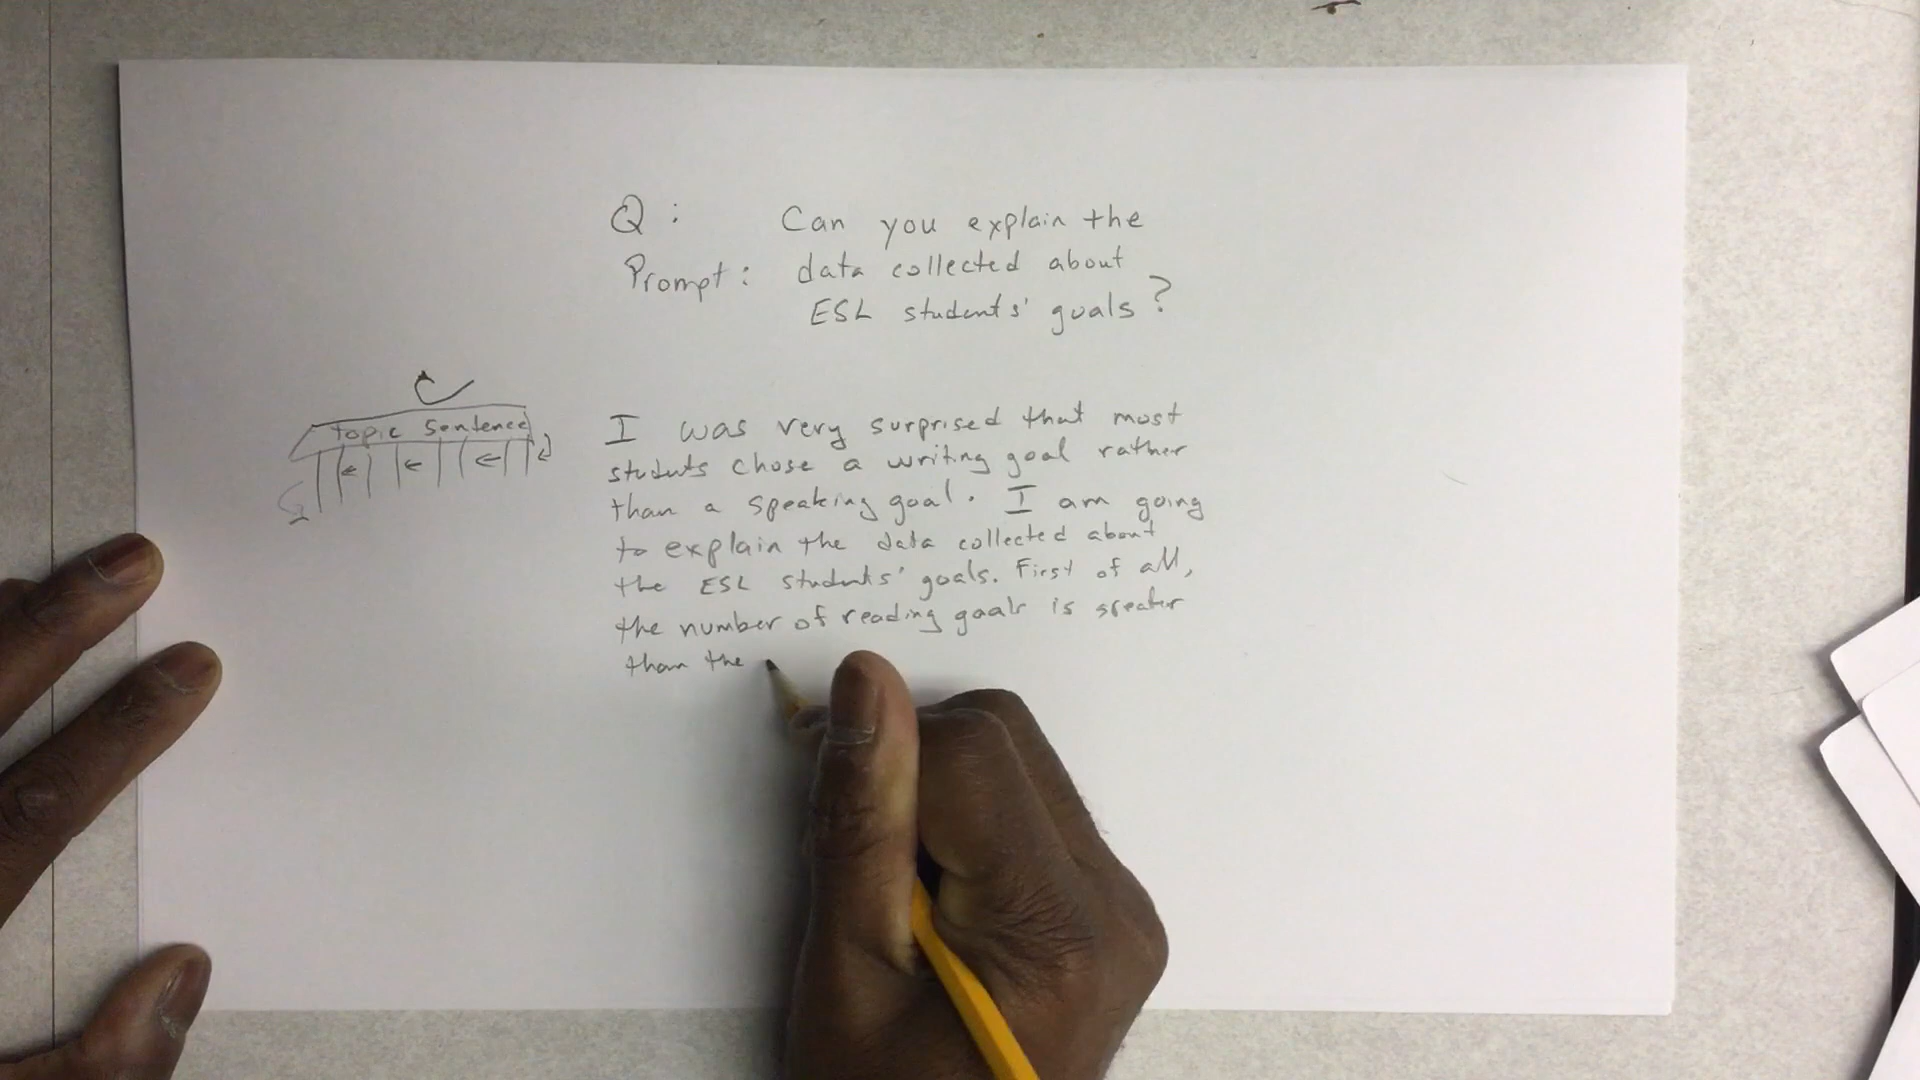 Q: Can you explain the
Prompt: data collected about
ESL students' goals?
Topic Sentence
I was very surprised that most
students chose a writing goal rather
than a speaking goal. I am going
to explain the data collected about
the ESL students' goals. First of all,
the number of reading goals is greater
than the